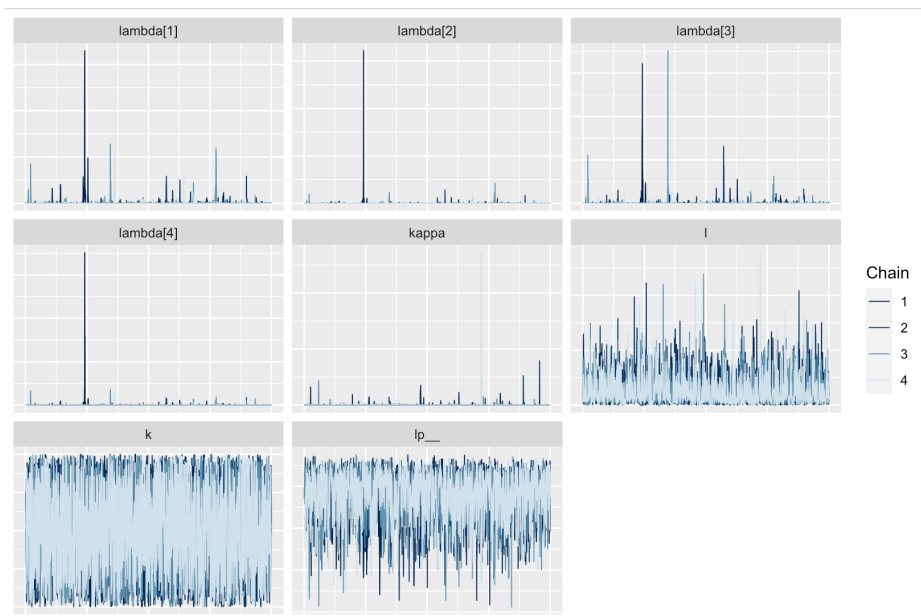 lambda[1]
lambda[2]
lambda[3]
lambda[4]
kappa
l
k
lp__
Chain
1
2
3
4